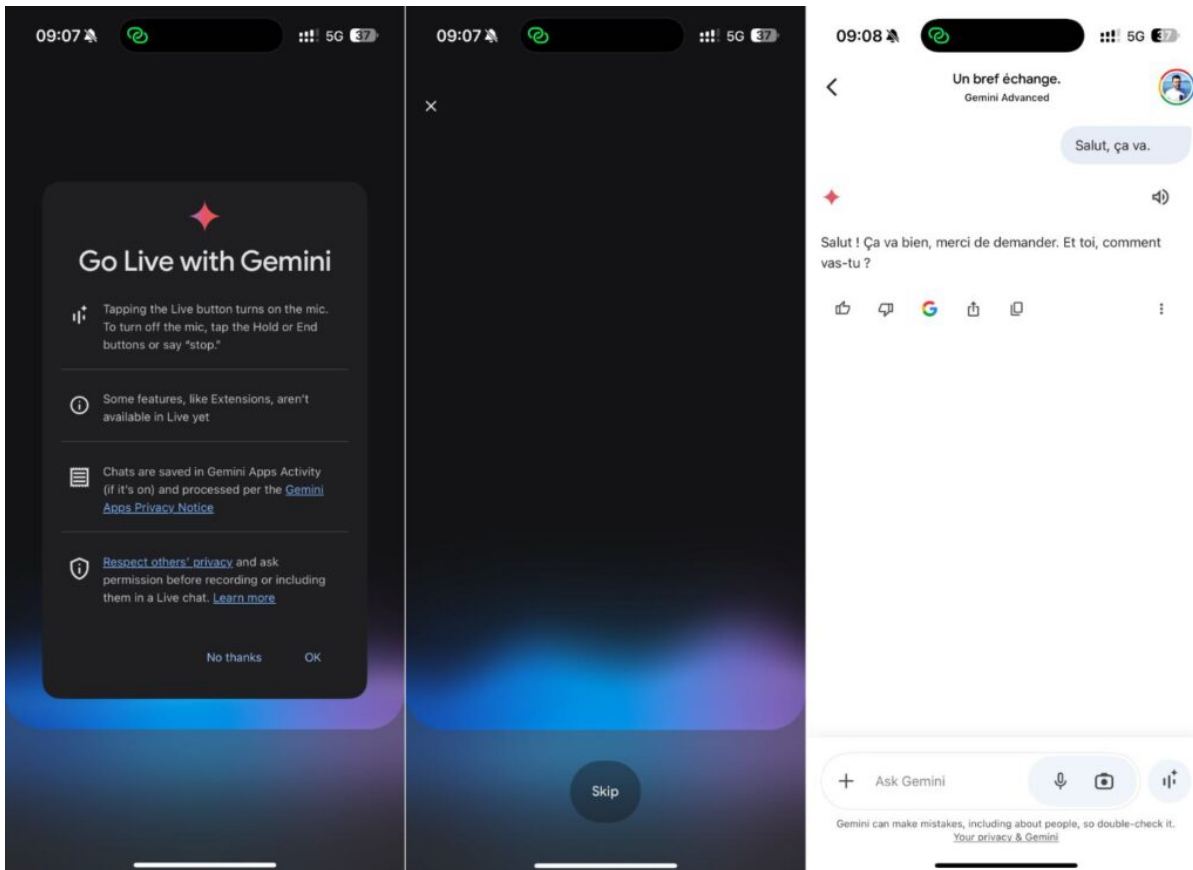 09:07
5G 37
Go Live with Gemini
Tapping the Live button turns on the mic.
To turn off the mic, tap the Hold or End
buttons or say “stop.”
Some features, like Extensions, aren't
available in Live yet
Chats are saved in Gemini Apps Activity
(if it's on) and processed per the Gemini
Apps Privacy Notice
Respect others' privacy and ask
permission before recording or including
them in a Live chat. Learn more
No thanks OK
09:07
5G 37
Skip
09:08
5G 37
Un bref échange.
Gemini Advanced
Salut, ça va.
Salut ! Ça va bien, merci de demander. Et toi, comment
vas-tu ?
Ask Gemini
Gemini can make mistakes, including about people, so double-check it.
Your privacy & Gemini